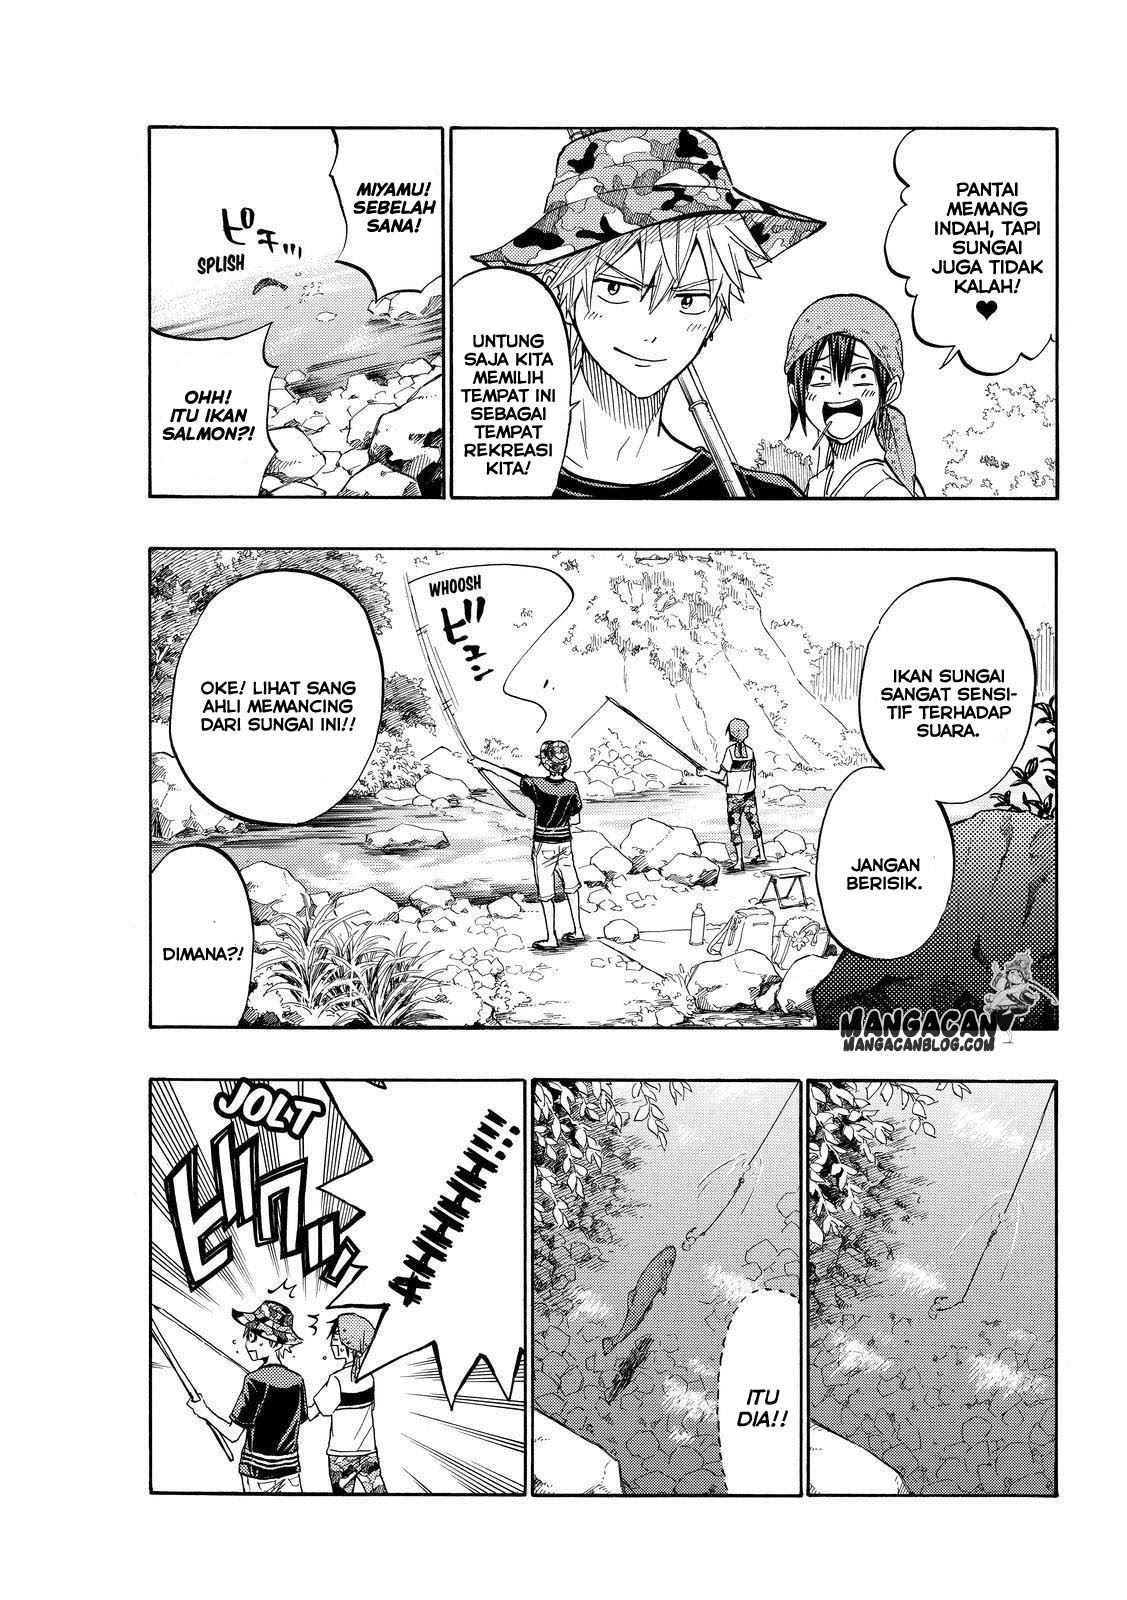 PANTAI
MEMANG
INDAH, TAPI
SUNGAI
JUGA TIDAK
KALAH!
♥
UNTUNG
SAJA KITA
MEMILIH
TEMPAT INI
SEBAGAI
TEMPAT
REKREASI
KITA!
MIYAMU!
SEBELAH
SANA!
ピチ...
SPLISH
OHH!
ITU IKAN
SALMON?!
IKAN SUNGAI
SANGAT SENSI-
TIF TERHADAP
SUARA.
JANGAN
BERISIK.
WHOOSH
ビュン
OKE! LIHAT SANG
AHLI MEMANCING
DARI SUNGAI INI!!
DIMANA?!
MANGACAN
MANGACANBLOG.COM
ITU
DIA!!
AHHHH!!!!
JOLT
ビクッ